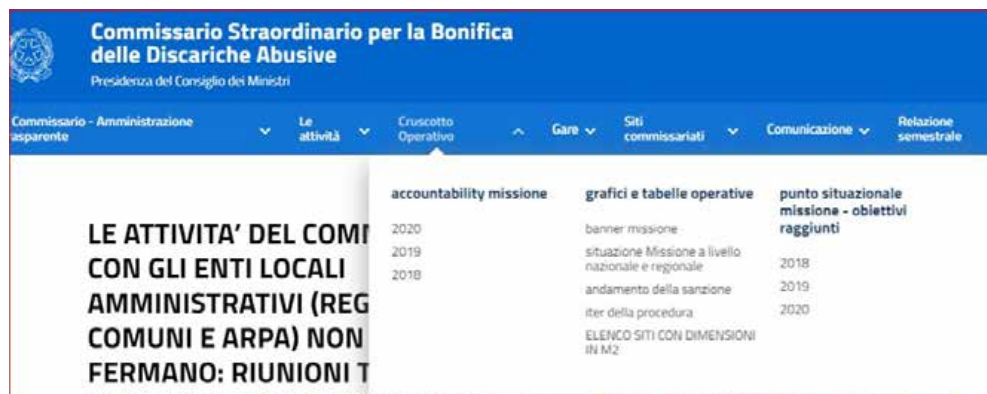 Commissario Straordinario per la Bonifica
delle Discariche Abusive
Presidenza del Consiglio dei Ministri
Commissario - Amministrazione
asparente
Le
attività
Cruscotto
Operativo
Gare
Siti
commissariati
Comunicazione
Relazione
semestrale
accountability missione
2020
2019
2018
grafici e tabelle operative
banner missione
situazione Missione a livello
nazionale e regionale
andamento della sanzione
iter della procedura
ELENCO SITI CON DIMENSIONI
IN M2
punto situazionale
missione - obiettivi
raggiunti
2018
2019
2020
LE ATTIVITA' DEL COM
CON GLI ENTI LOCALI
AMMINISTRATIVI (REG
COMUNI E ARPA) NON
FERMANO: RIUNIONI T